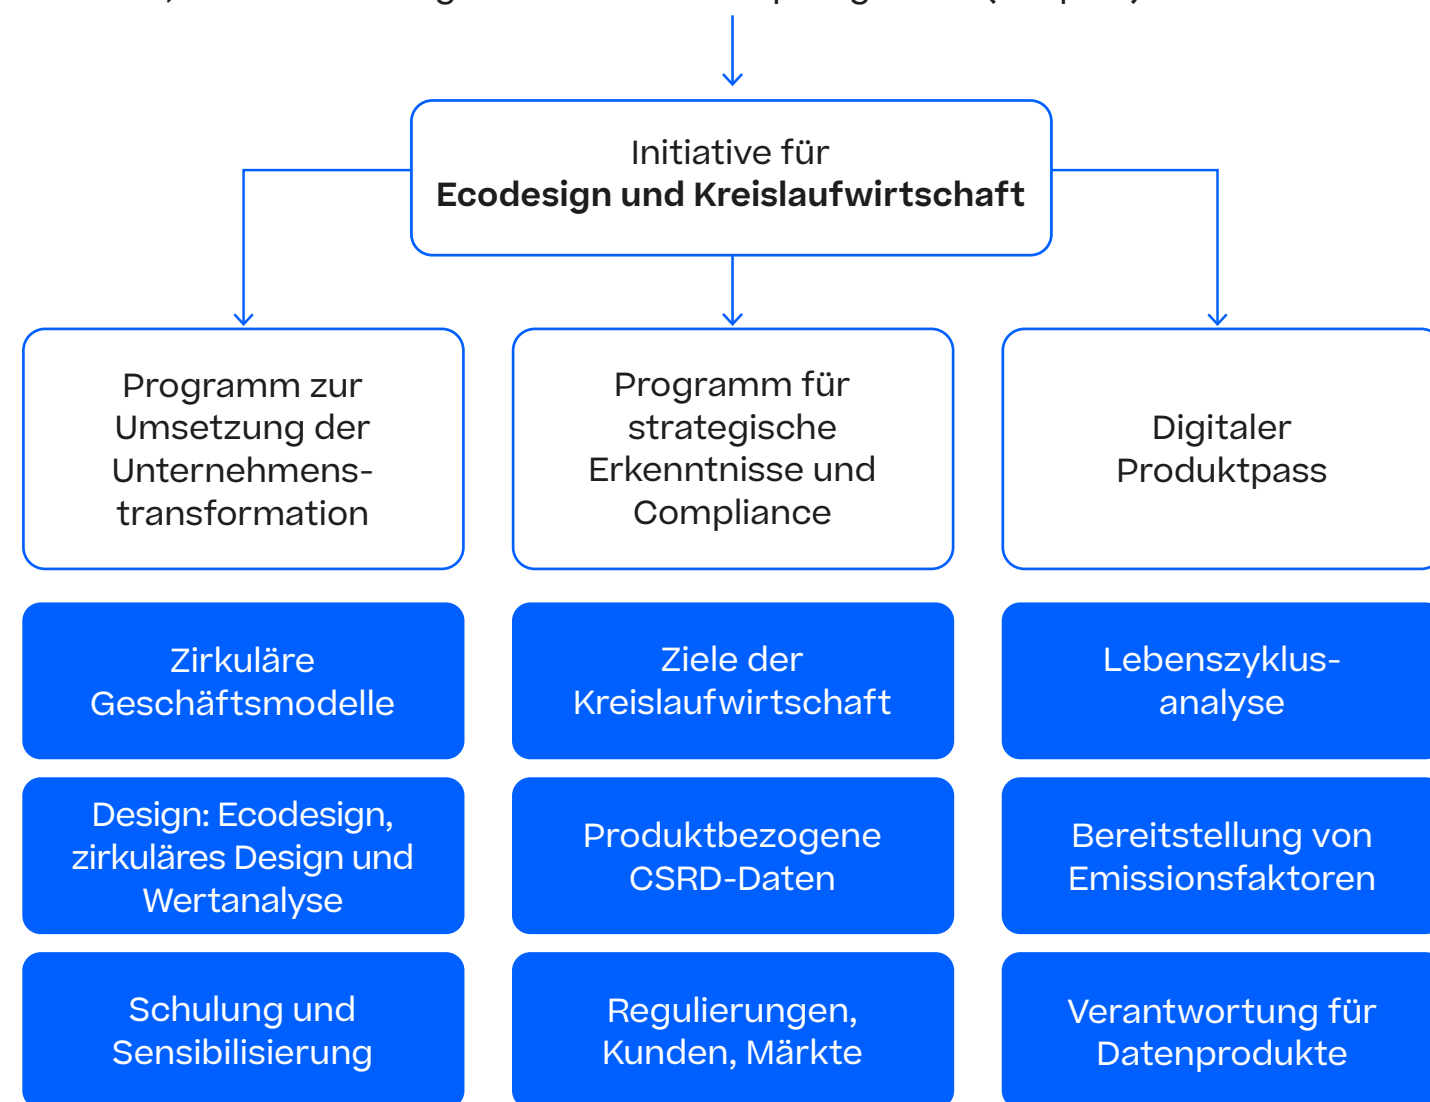 Initiative für
Ecodesign und Kreislaufwirtschaft
Programm zur
Umsetzung der
Unternehmens-
transformation
Programm für
strategische
Erkenntnisse und
Compliance
Digitaler
Produktpass
Zirkuläre
Geschäftsmodelle
Ziele der
Kreislaufwirtschaft
Lebenszyklus-
analyse
Design: Ecodesign,
zirkuläres Design und
Wertanalyse
Produktbezogene
CSRD-Daten
Bereitstellung von
Emissionsfaktoren
Schulung und
Sensibilisierung
Regulierungen,
Kunden, Märkte
Verantwortung für
Datenprodukte